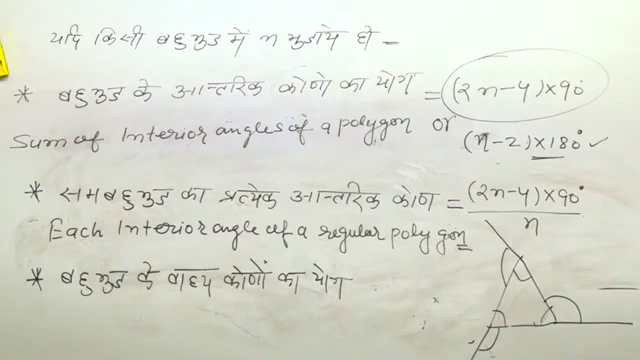 यदि किसी बहुभुज में n भुजायें हो -
* बहुभुज के आन्तरिक कोणों का योग = (2n-4)×90°
Sum of Interior angles of a polygon or (n-2)×180°
* समबहुभुज का प्रत्येक आन्तरिक कोण = (2n-4)×90°/n
Each Interior angle of a regular polygon
* बहुभुज के वाह्य कोणों का योग